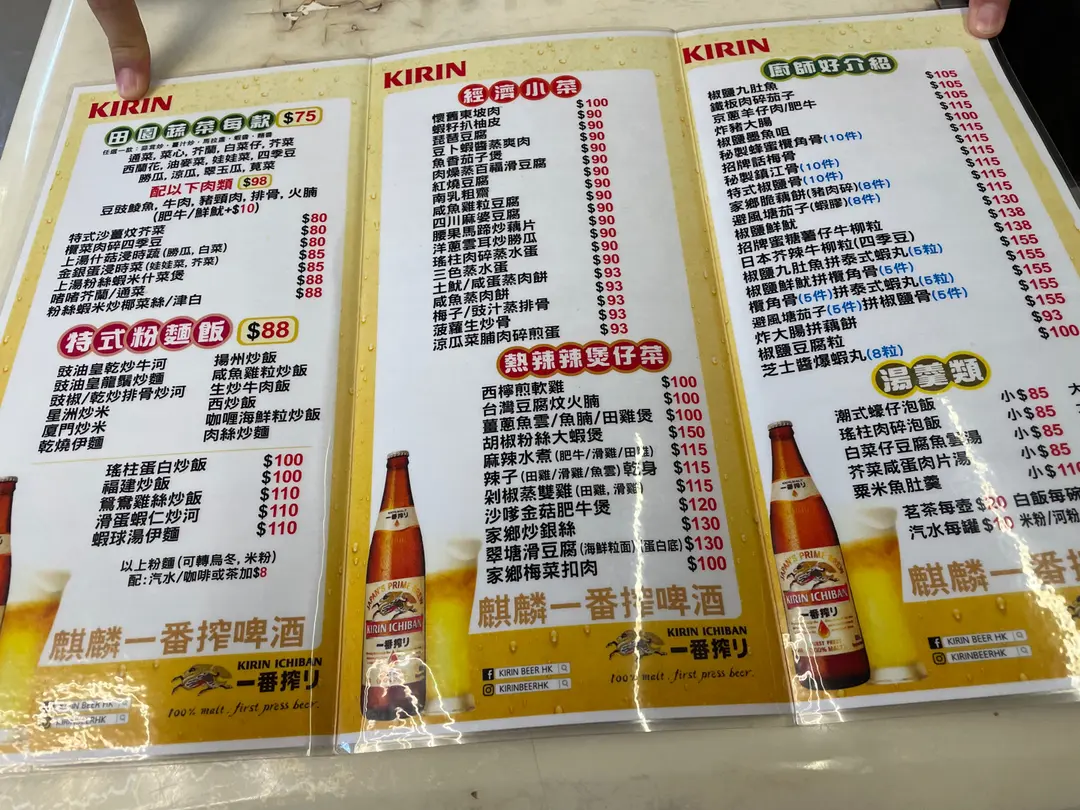 KIRIN
田園蔬菜每款 $75
通菜, 菜心, 芥蘭, 白菜仔, 芥菜
西蘭花, 油麥菜, 娃娃菜, 四季豆
勝瓜, 涼瓜, 翠玉瓜, 莧菜
配以下肉類 $98
豆豉鯪魚, 牛肉, 豬頸肉, 排骨, 火腩
(肥牛/鮮魷+$10)
特式沙薑炆芥菜 $80
欖菜肉碎四季豆 $80
上湯什菇浸時蔬(勝瓜, 白菜) $80
金銀蛋浸時菜(娃娃菜, 芥菜) $85
上湯粉絲蝦米什菜煲 $85
啫啫芥蘭/通菜 $88
粉絲蝦米炒椰菜絲/津白 $88
特式粉麵飯 $88
豉油皇乾炒牛河
豉油皇龍鬚炒麵
豉椒/乾炒排骨炒河
星洲炒米
廈門炒米
乾燒伊麵
揚州炒飯
咸魚雞粒炒飯
生炒牛肉飯
西炒飯
咖喱海鮮粒炒飯
肉絲炒麵
瑤柱蛋白炒飯 $100
福建炒飯 $100
鴛鴦雞絲炒飯 $110
滑蛋蝦仁炒河 $110
蝦球湯伊麵 $110
以上粉麵(可轉烏冬, 米粉)
配:汽水/咖啡或茶加$8
麒麟一番搾啤酒
KIRIN ICHIBAN
一番搾り
100% malt. first press beer.
KIRIN BEER HK
KIRINBEERHK
KIRIN
經濟小菜
懷舊東坡肉 $100
蝦籽扒柚皮 $90
琵琶豆腐 $90
豆卜蝦醬蒸爽肉 $90
魚香茄子煲 $90
肉燥蒸百福滑豆腐 $90
紅燒豆腐 $90
南乳粗齋 $90
咸魚雞粒豆腐 $90
四川麻婆豆腐 $90
腰果馬蹄炒藕片 $90
洋蔥雲耳炒勝瓜 $90
瑤柱肉碎蒸水蛋 $90
三色蒸水蛋 $90
土魷/咸蛋蒸肉餅 $93
咸魚蒸肉餅 $93
梅子/豉汁蒸排骨 $93
菠蘿生炒骨 $93
涼瓜菜脯肉碎煎蛋 $93
熱辣辣煲仔菜
西檸煎軟雞 $100
台灣豆腐炆火腩 $100
薑蔥魚雲/魚腩/田雞煲 $100
胡椒粉絲大蝦煲 $150
麻辣水煮(肥牛/滑雞/田雞) $115
辣子(田雞/滑雞/魚雲)乾身 $115
剁椒蒸雙雞(田雞, 滑雞) $115
沙嗲金菇肥牛煲 $120
家鄉炒銀絲 $130
翠塘滑豆腐(海鮮粒面)(蛋白底) $130
家鄉梅菜扣肉 $100
麒麟一番搾啤酒
KIRIN ICHIBAN
一番搾り
100% malt. first press beer.
KIRIN BEER HK
KIRINBEERHK
KIRIN
廚師好介紹
椒鹽九肚魚 $105
鐵板肉碎茄子 $105
京蔥羊仔肉/肥牛 $105
炸豬大腸 $115
椒鹽墨魚咀 $100
秘製蜂蜜欖角骨(10件) $115
招牌話梅骨 $115
秘製鎮江骨(10件) $115
特式椒鹽骨(10件) $115
家鄉脆藕餅(豬肉碎)(8件) $115
避風塘茄子(蝦膠)(8件) $115
椒鹽鮮魷 $130
招牌蜜糖薯仔牛柳粒 $138
日本芥辣牛柳粒(四季豆) $138
椒鹽九肚魚拼泰式蝦丸(5粒) $155
椒鹽鮮魷拼欖角骨(5件) $155
欖角骨(5件)拼泰式蝦丸(5粒) $155
避風塘茄子(5件)拼椒鹽骨(5件) $155
炸大腸拼藕餅 $155
椒鹽豆腐粒 $93
芝士醬爆蝦丸(8粒) $100
湯羹類
潮式蠔仔泡飯 小$85
瑤柱肉碎泡飯 小$85
白菜仔豆腐魚雲湯 小$85
芥菜咸蛋肉片湯 小$85
粟米魚肚羹 小$110
茗茶每壺 $20 白飯每碗
汽水每罐 $10 米粉/河粉
麒麟一番搾啤
KIRIN ICHIBAN
一番搾り
100% malt. first press beer.
KIRIN BEER HK
KIRINBEERHK